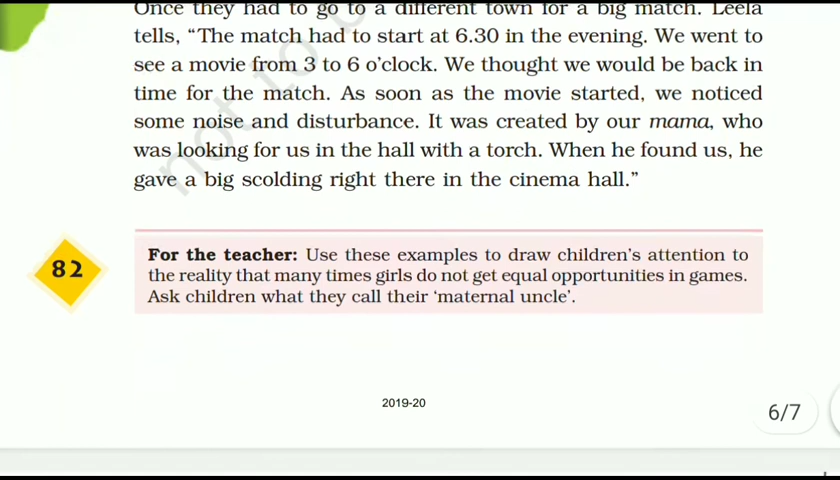 Once they had to go to a different town for a big match. Leela
tells, “The match had to start at 6.30 in the evening. We went to
see a movie from 3 to 6 o’clock. We thought we would be back in
time for the match. As soon as the movie started, we noticed
some noise and disturbance. It was created by our mama, who
was looking for us in the hall with a torch. When he found us, he
gave a big scolding right there in the cinema hall.”
82
For the teacher: Use these examples to draw children’s attention to
the reality that many times girls do not get equal opportunities in games.
Ask children what they call their ‘maternal uncle’.
2019-20
6/7